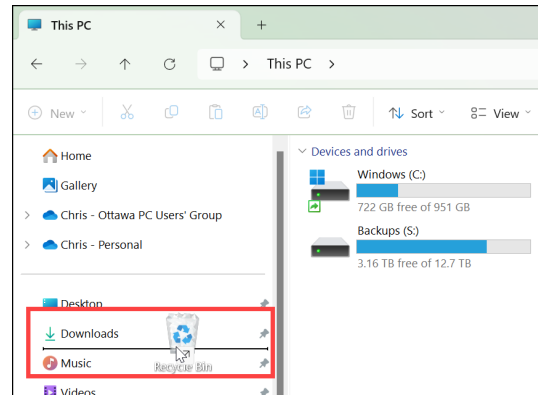 This PC
This PC
New
Sort
View
Home
Gallery
Chris - Ottawa PC Users' Group
Chris - Personal
Desktop
Downloads
Music
Recycle Bin
Videos
Devices and drives
Windows (C:)
722 GB free of 951 GB
Backups (S:)
3.16 TB free of 12.7 TB